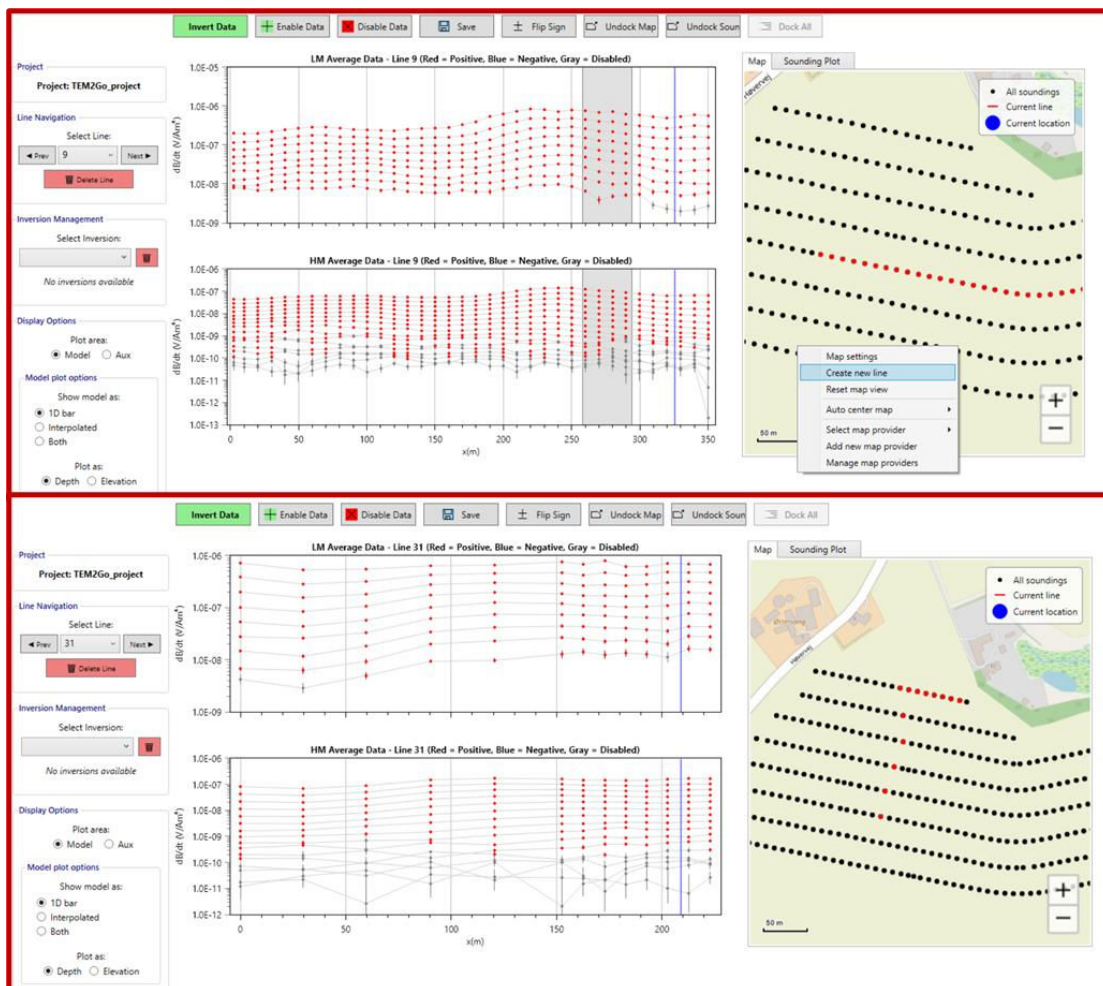 Invert Data
Enable Data
Disable Data
Save
Flip Sign
Undock Map
Undock Soun
Dock All
Project
Project: TEM2Go_project
Line Navigation
Select Line:
◄ Prev 9 Next ►
Delete Line
Inversion Management
Select Inversion:
No inversions available
Display Options
Plot area:
Model Aux
Model plot options
Show model as:
1D bar
Interpolated
Both
Plot as:
Depth Elevation
LM Average Data - Line 9 (Red = Positive, Blue = Negative, Gray = Disabled)
dB/dt (V/Am⁴)
1.0E-05
1.0E-06
1.0E-07
1.0E-08
1.0E-09
HM Average Data - Line 9 (Red = Positive, Blue = Negative, Gray = Disabled)
dB/dt (V/Am⁴)
1.0E-06
1.0E-07
1.0E-08
1.0E-09
1.0E-10
1.0E-11
1.0E-12
1.0E-13
0 50 100 150 200 250 300 350
x(m)
Map Sounding Plot
Høvervej
All soundings
Current line
Current location
Map settings
Create new line
Reset map view
Auto center map
Select map provider
Add new map provider
Manage map providers
50 m
+
−
Invert Data
Enable Data
Disable Data
Save
Flip Sign
Undock Map
Undock Soun
Dock All
Project
Project: TEM2Go_project
Line Navigation
Select Line:
◄ Prev 31 Next ►
Delete Line
Inversion Management
Select Inversion:
No inversions available
Display Options
Plot area:
Model Aux
Model plot options
Show model as:
1D bar
Interpolated
Both
Plot as:
Depth Elevation
LM Average Data - Line 31 (Red = Positive, Blue = Negative, Gray = Disabled)
dB/dt (V/Am⁴)
1.0E-06
1.0E-07
1.0E-08
1.0E-09
HM Average Data - Line 31 (Red = Positive, Blue = Negative, Gray = Disabled)
dB/dt (V/Am⁴)
1.0E-06
1.0E-07
1.0E-08
1.0E-09
1.0E-10
1.0E-11
1.0E-12
0 50 100 150 200
x(m)
Map Sounding Plot
Høvervej
All soundings
Current line
Current location
50 m
+
−